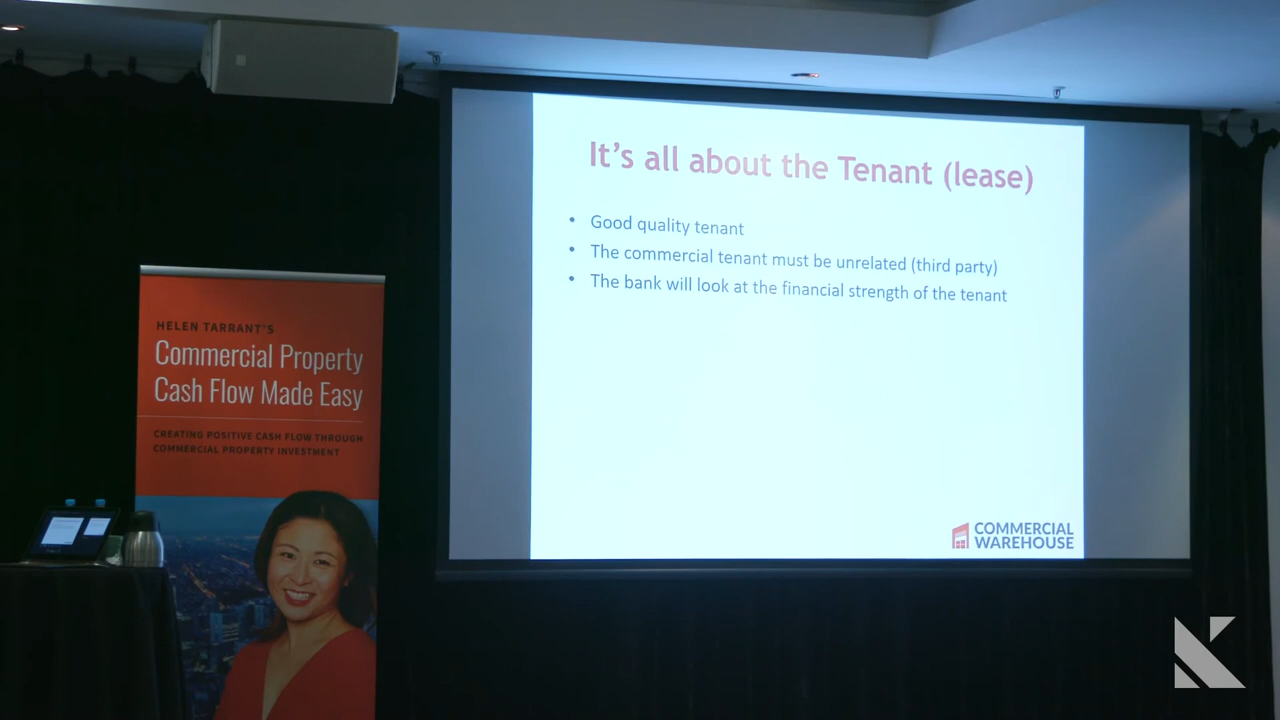 It's all about the Tenant (lease)
• Good quality tenant
• The commercial tenant must be unrelated (third party)
• The bank will look at the financial strength of the tenant
COMMERCIAL
WAREHOUSE
HELEN TARRANT'S
Commercial Property
Cash Flow Made Easy
CREATING POSITIVE CASH FLOW THROUGH
COMMERCIAL PROPERTY INVESTMENT